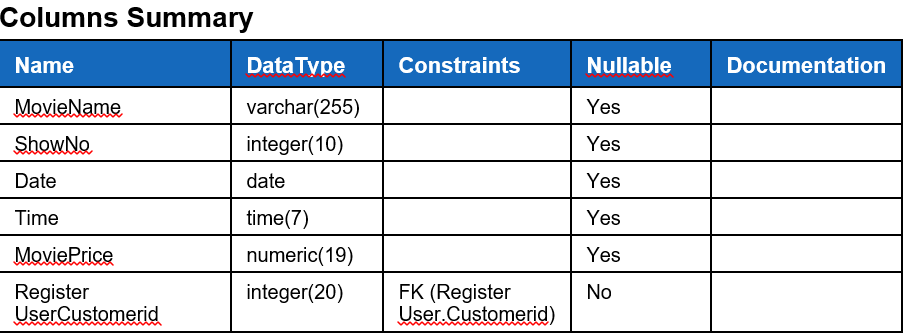 Columns Summary
Name DataType Constraints Nullable Documentation
MovieName varchar(255) Yes
ShowNo integer(10) Yes
Date date Yes
Time time(7) Yes
MoviePrice numeric(19) Yes
Register integer(20) FK (Register No
UserCustomerid User.Customerid)